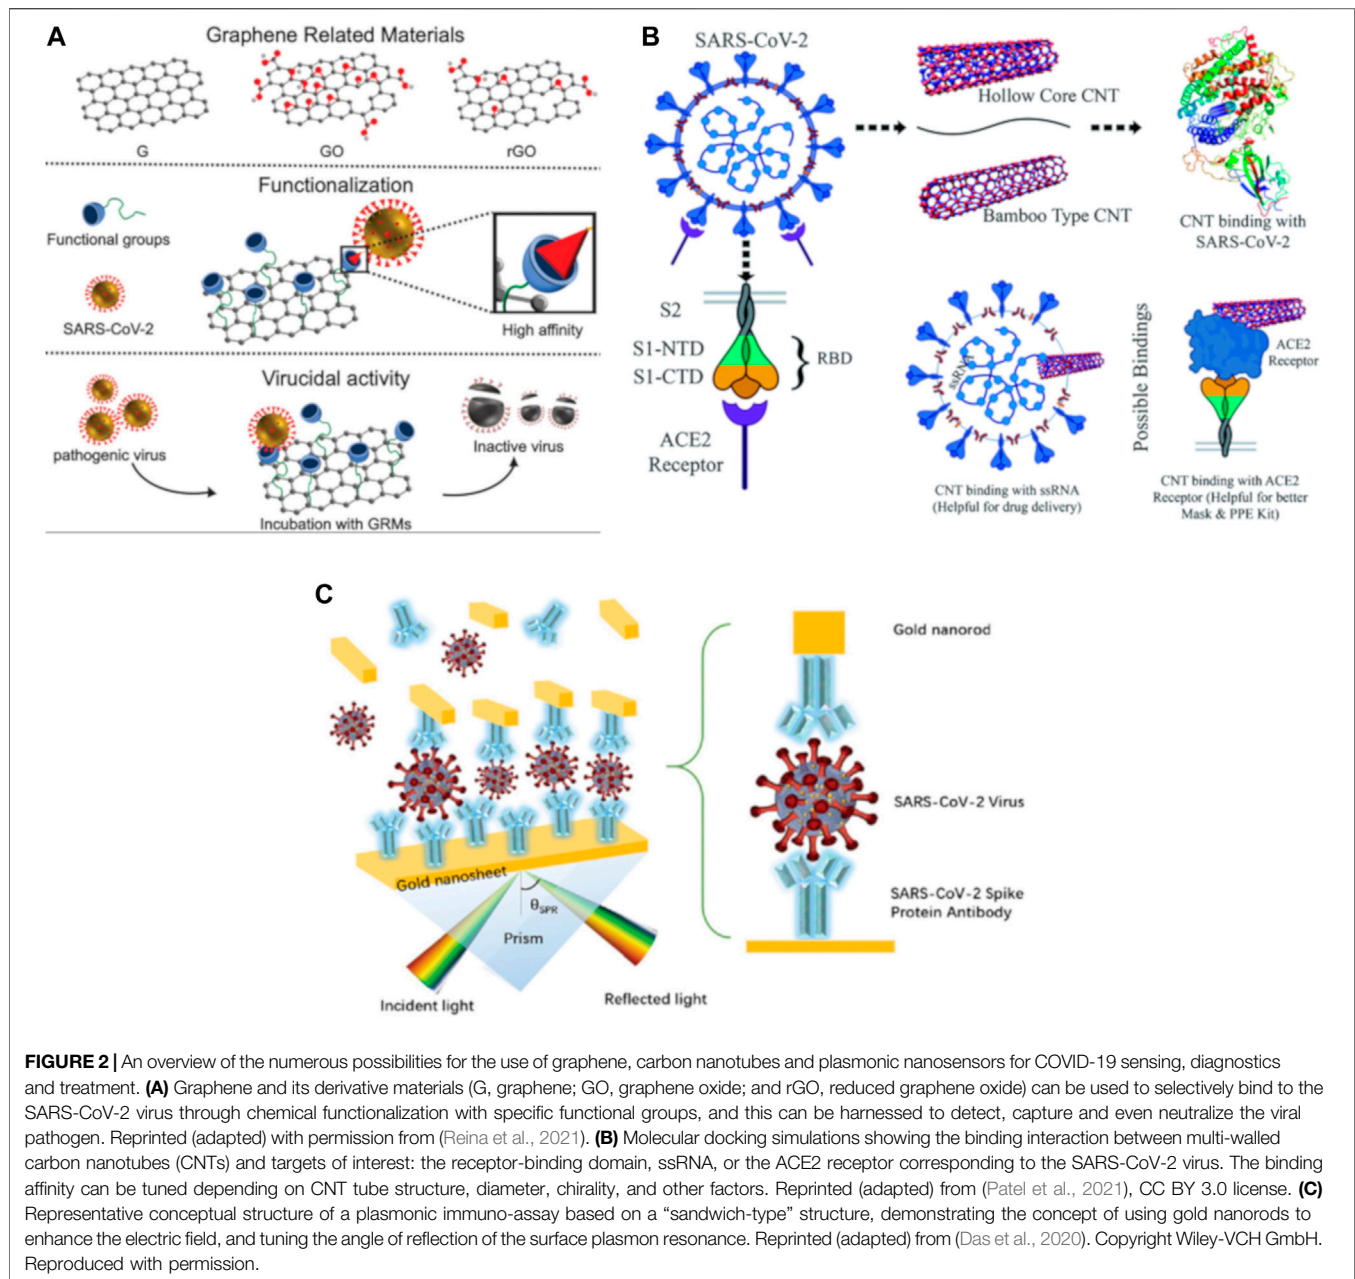 A
Graphene Related Materials
G
GO
rGO
Functionalization
Functional groups
SARS-CoV-2
High affinity
Virucidal activity
pathogenic virus
Inactive virus
Incubation with GRMs
B
SARS-CoV-2
Hollow Core CNT
Bamboo Type CNT
CNT binding with
SARS-CoV-2
S2
S1-NTD
S1-CTD
RBD
ACE2
Receptor
ssRNA
CNT binding with ssRNA
(Helpful for drug delivery)
Possible Bindings
ACE2
Receptor
CNT binding with ACE2
Receptor (Helpful for better
Mask & PPE Kit)
C
Gold nanosheet
θSPR
Prism
Incident light
Reflected light
Gold nanorod
SARS-CoV-2 Virus
SARS-CoV-2 Spike
Protein Antibody
FIGURE 2 | An overview of the numerous possibilities for the use of graphene, carbon nanotubes and plasmonic nanosensors for COVID-19 sensing, diagnostics
and treatment. (A) Graphene and its derivative materials (G, graphene; GO, graphene oxide; and rGO, reduced graphene oxide) can be used to selectively bind to the
SARS-CoV-2 virus through chemical functionalization with specific functional groups, and this can be harnessed to detect, capture and even neutralize the viral
pathogen. Reprinted (adapted) with permission from (Reina et al., 2021). (B) Molecular docking simulations showing the binding interaction between multi-walled
carbon nanotubes (CNTs) and targets of interest: the receptor-binding domain, ssRNA, or the ACE2 receptor corresponding to the SARS-CoV-2 virus. The binding
affinity can be tuned depending on CNT tube structure, diameter, chirality, and other factors. Reprinted (adapted) from (Patel et al., 2021), CC BY 3.0 license. (C)
Representative conceptual structure of a plasmonic immuno-assay based on a “sandwich-type” structure, demonstrating the concept of using gold nanorods to
enhance the electric field, and tuning the angle of reflection of the surface plasmon resonance. Reprinted (adapted) from (Das et al., 2020). Copyright Wiley-VCH GmbH.
Reproduced with permission.